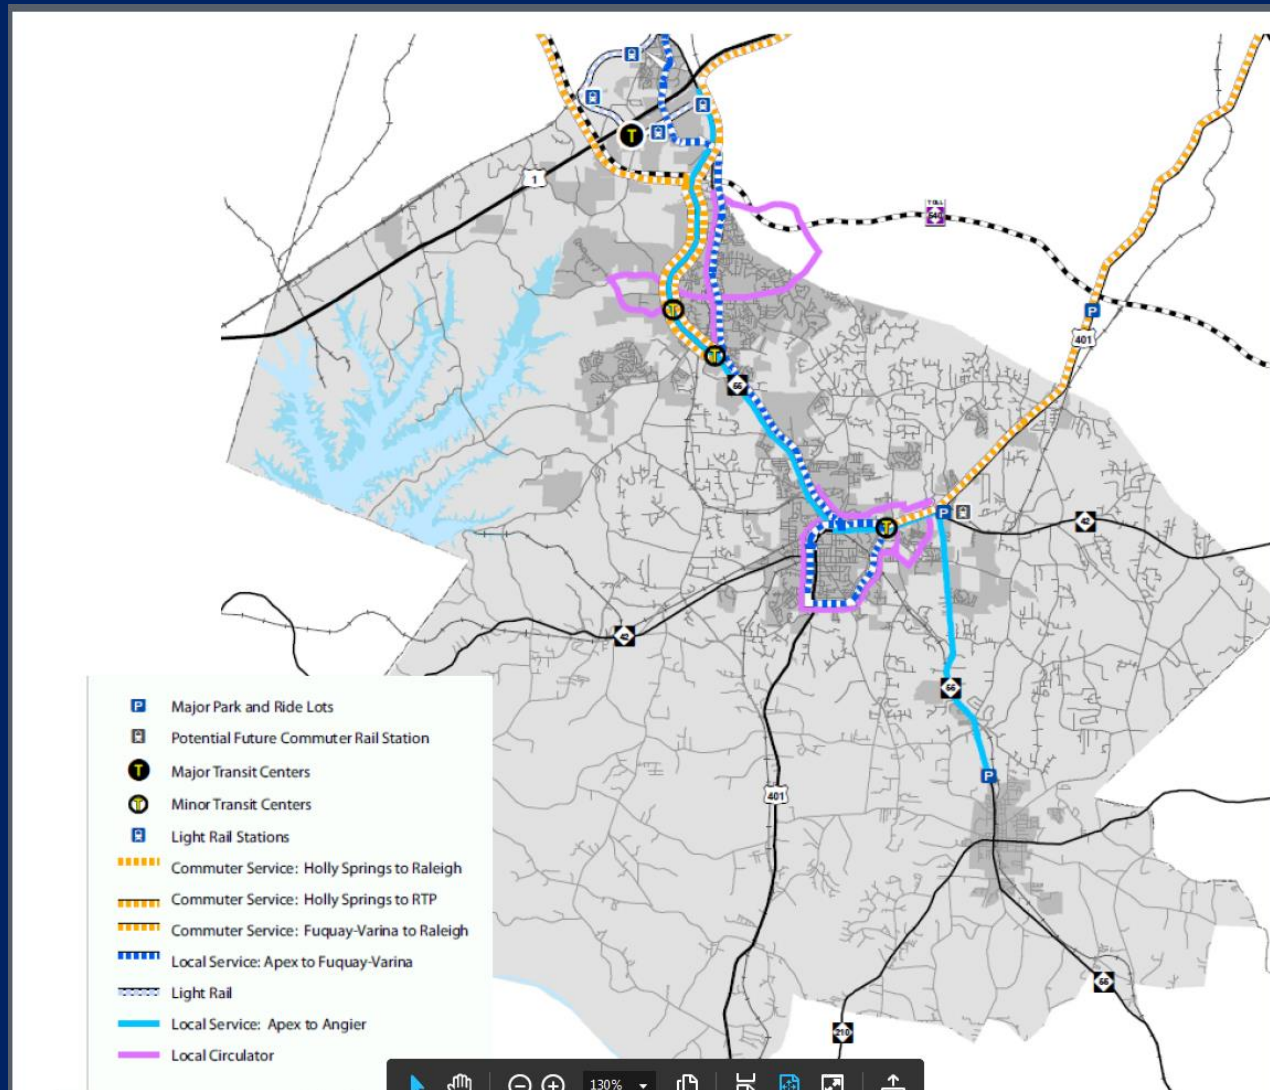 T
1
TOLL
540
P
401
T
T
55
P
42
T
42
55
P
401
Major Park and Ride Lots
Potential Future Commuter Rail Station
T
Major Transit Centers
T
Minor Transit Centers
Light Rail Stations
Commuter Service: Holly Springs to Raleigh
Commuter Service: Holly Springs to RTP
Commuter Service: Fuquay-Varina to Raleigh
Local Service: Apex to Fuquay-Varina
Light Rail
Local Service: Apex to Angier
Local Circulator
P
55
210
130%